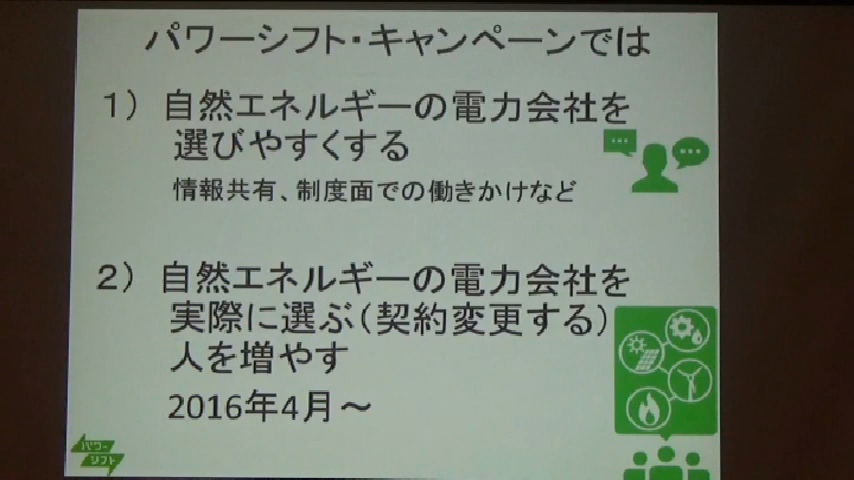 パワーシフト・キャンペーンでは
１） 自然エネルギーの電力会社を
選びやすくする
情報共有、制度面での働きかけなど
２） 自然エネルギーの電力会社を
実際に選ぶ（契約変更する）
人を増やす
2016年4月～
パワー
シフト